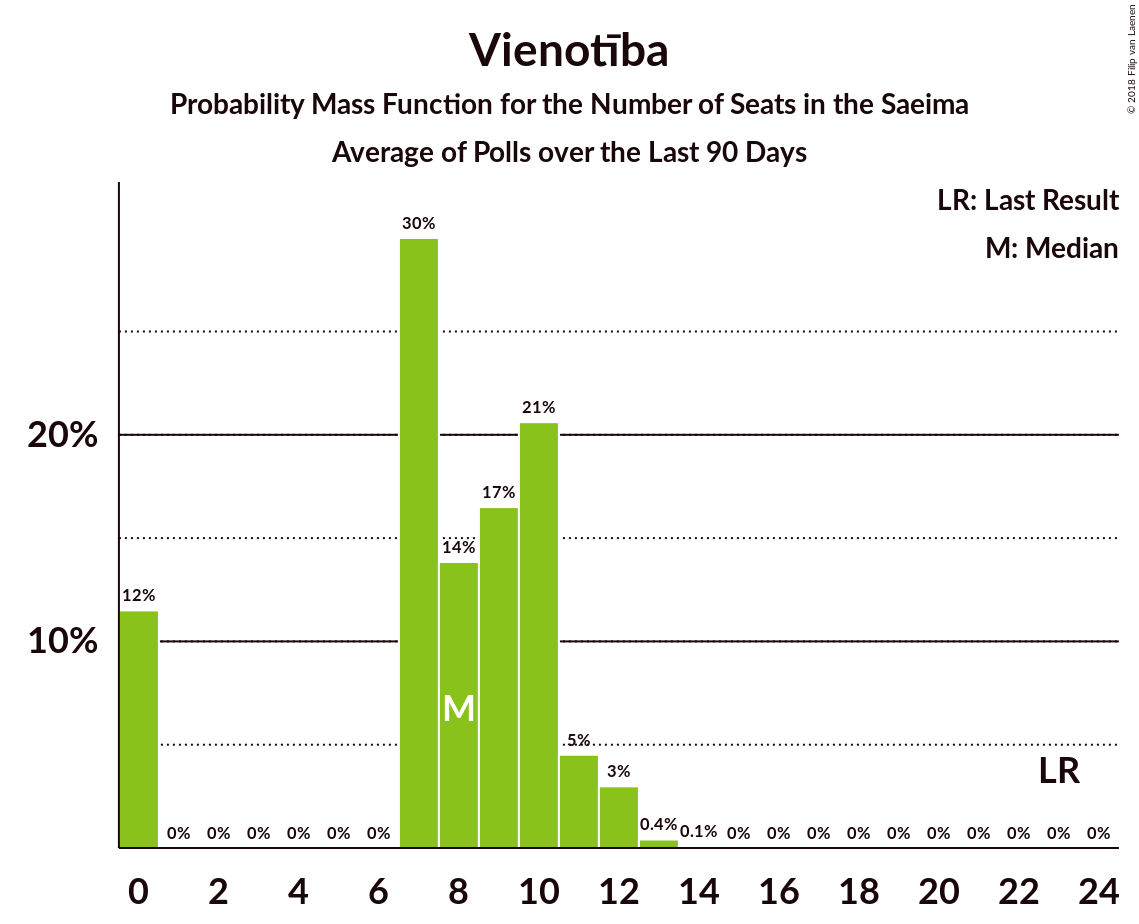 Vienotība
Probability Mass Function for the Number of Seats in the Saeima
Average of Polls over the Last 90 Days
© 2018 Filip van Laenen
LR: Last Result
M: Median
30%
21%
20%
17%
14%
12%
10%
M
5%
LR
3%
0% 0% 0% 0% 0% 0% 0.4% 0.1% 0% 0% 0% 0% 0% 0% 0% 0% 0% 0%
0 2 4 6 8 10 12 14 16 18 20 22 24